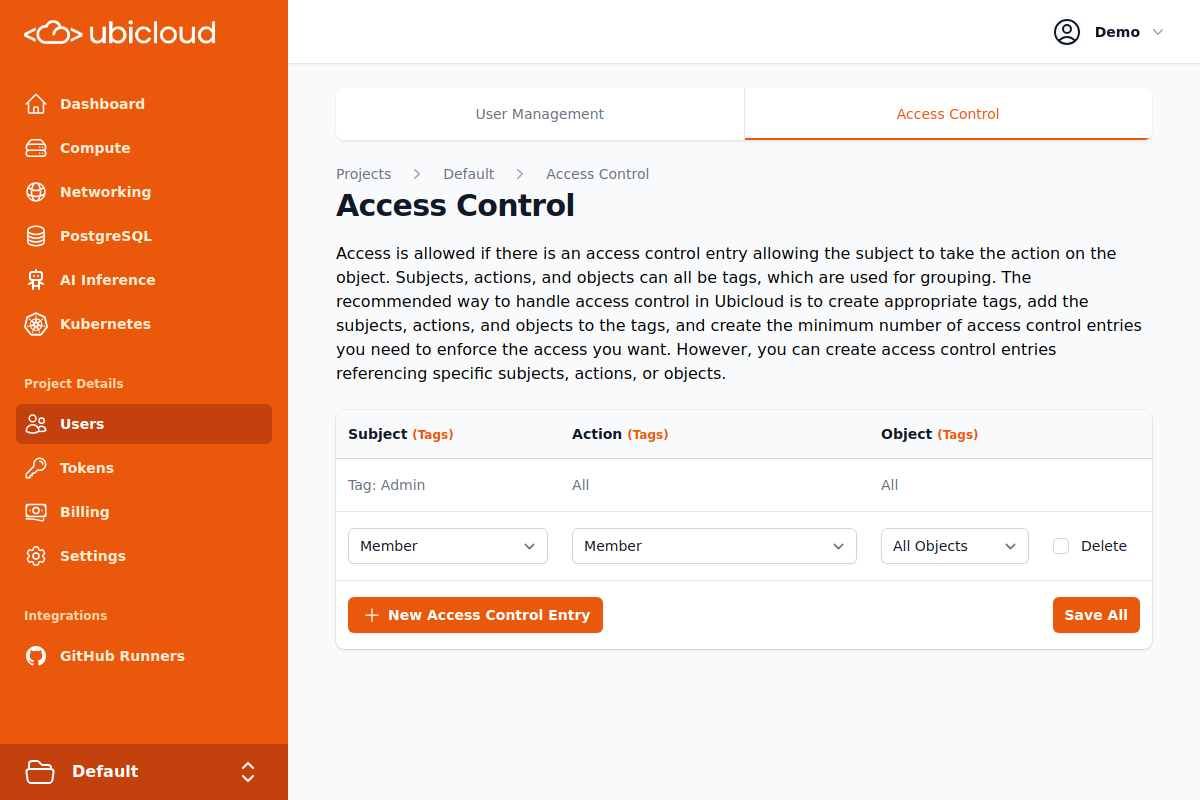 ubicloud
Demo
Dashboard
Compute
Networking
PostgreSQL
AI Inference
Kubernetes
Project Details
Users
Tokens
Billing
Settings
Integrations
GitHub Runners
Default
User Management
Access Control
Projects > Default > Access Control
Access Control
Access is allowed if there is an access control entry allowing the subject to take the action on the
object. Subjects, actions, and objects can all be tags, which are used for grouping. The
recommended way to handle access control in Ubicloud is to create appropriate tags, add the
subjects, actions, and objects to the tags, and create the minimum number of access control entries
you need to enforce the access you want. However, you can create access control entries
referencing specific subjects, actions, or objects.
Subject (Tags) Action (Tags) Object (Tags)
Tag: Admin All All
Member Member All Objects Delete
New Access Control Entry Save All